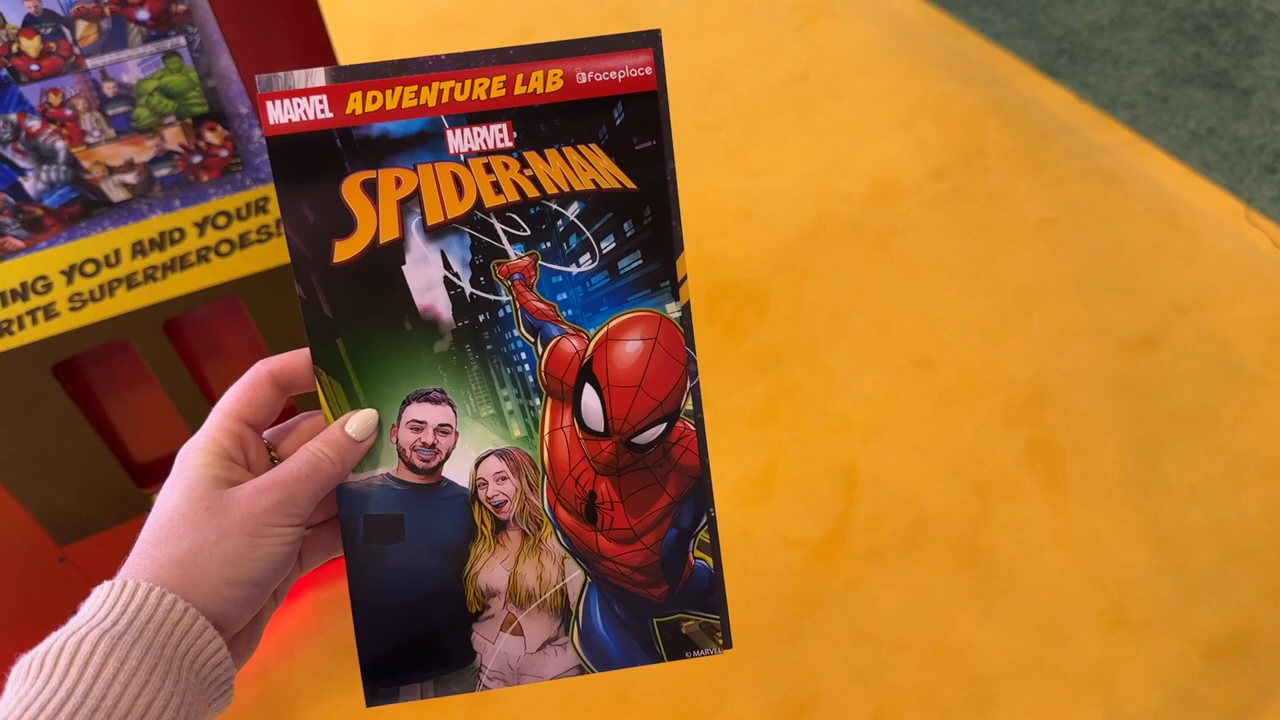 MARVEL ADVENTURE LAB faceplace
MARVEL
SPIDER-MAN
ING YOU AND YOUR
RITE SUPERHEROES!
© MARVEL